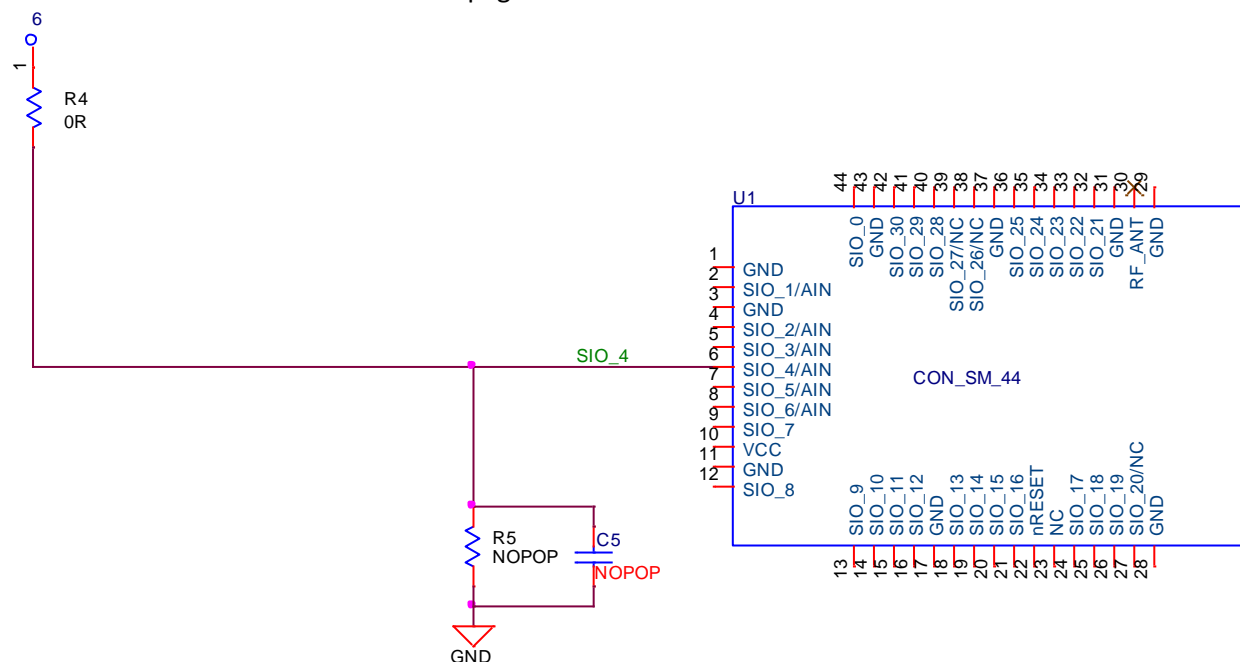 6
1
R4
0R
U1
44
43
42
41
40
39
38
37
36
35
34
33
32
31
30
29
SIO_0
GND
SIO_30
SIO_29
SIO_28
SIO_27/NC
SIO_26/NC
GND
SIO_25
SIO_24
SIO_23
SIO_22
SIO_21
GND
RF_ANT
GND
1
GND
2
SIO_1/AIN
3
GND
4
SIO_2/AIN
5
SIO_3/AIN
6
SIO_4/AIN
7
SIO_5/AIN
8
SIO_6/AIN
9
SIO_7
10
VCC
11
GND
12
SIO_8
SIO_4
CON_SM_44
SIO_9
SIO_10
SIO_11
SIO_12
GND
SIO_13
SIO_14
SIO_15
SIO_16
nRESET
NC
SIO_17
SIO_18
SIO_19
SIO_20/NC
GND
13
14
15
16
17
18
19
20
21
22
23
24
25
26
27
28
R5
NOPOP
C5
NOPOP
GND